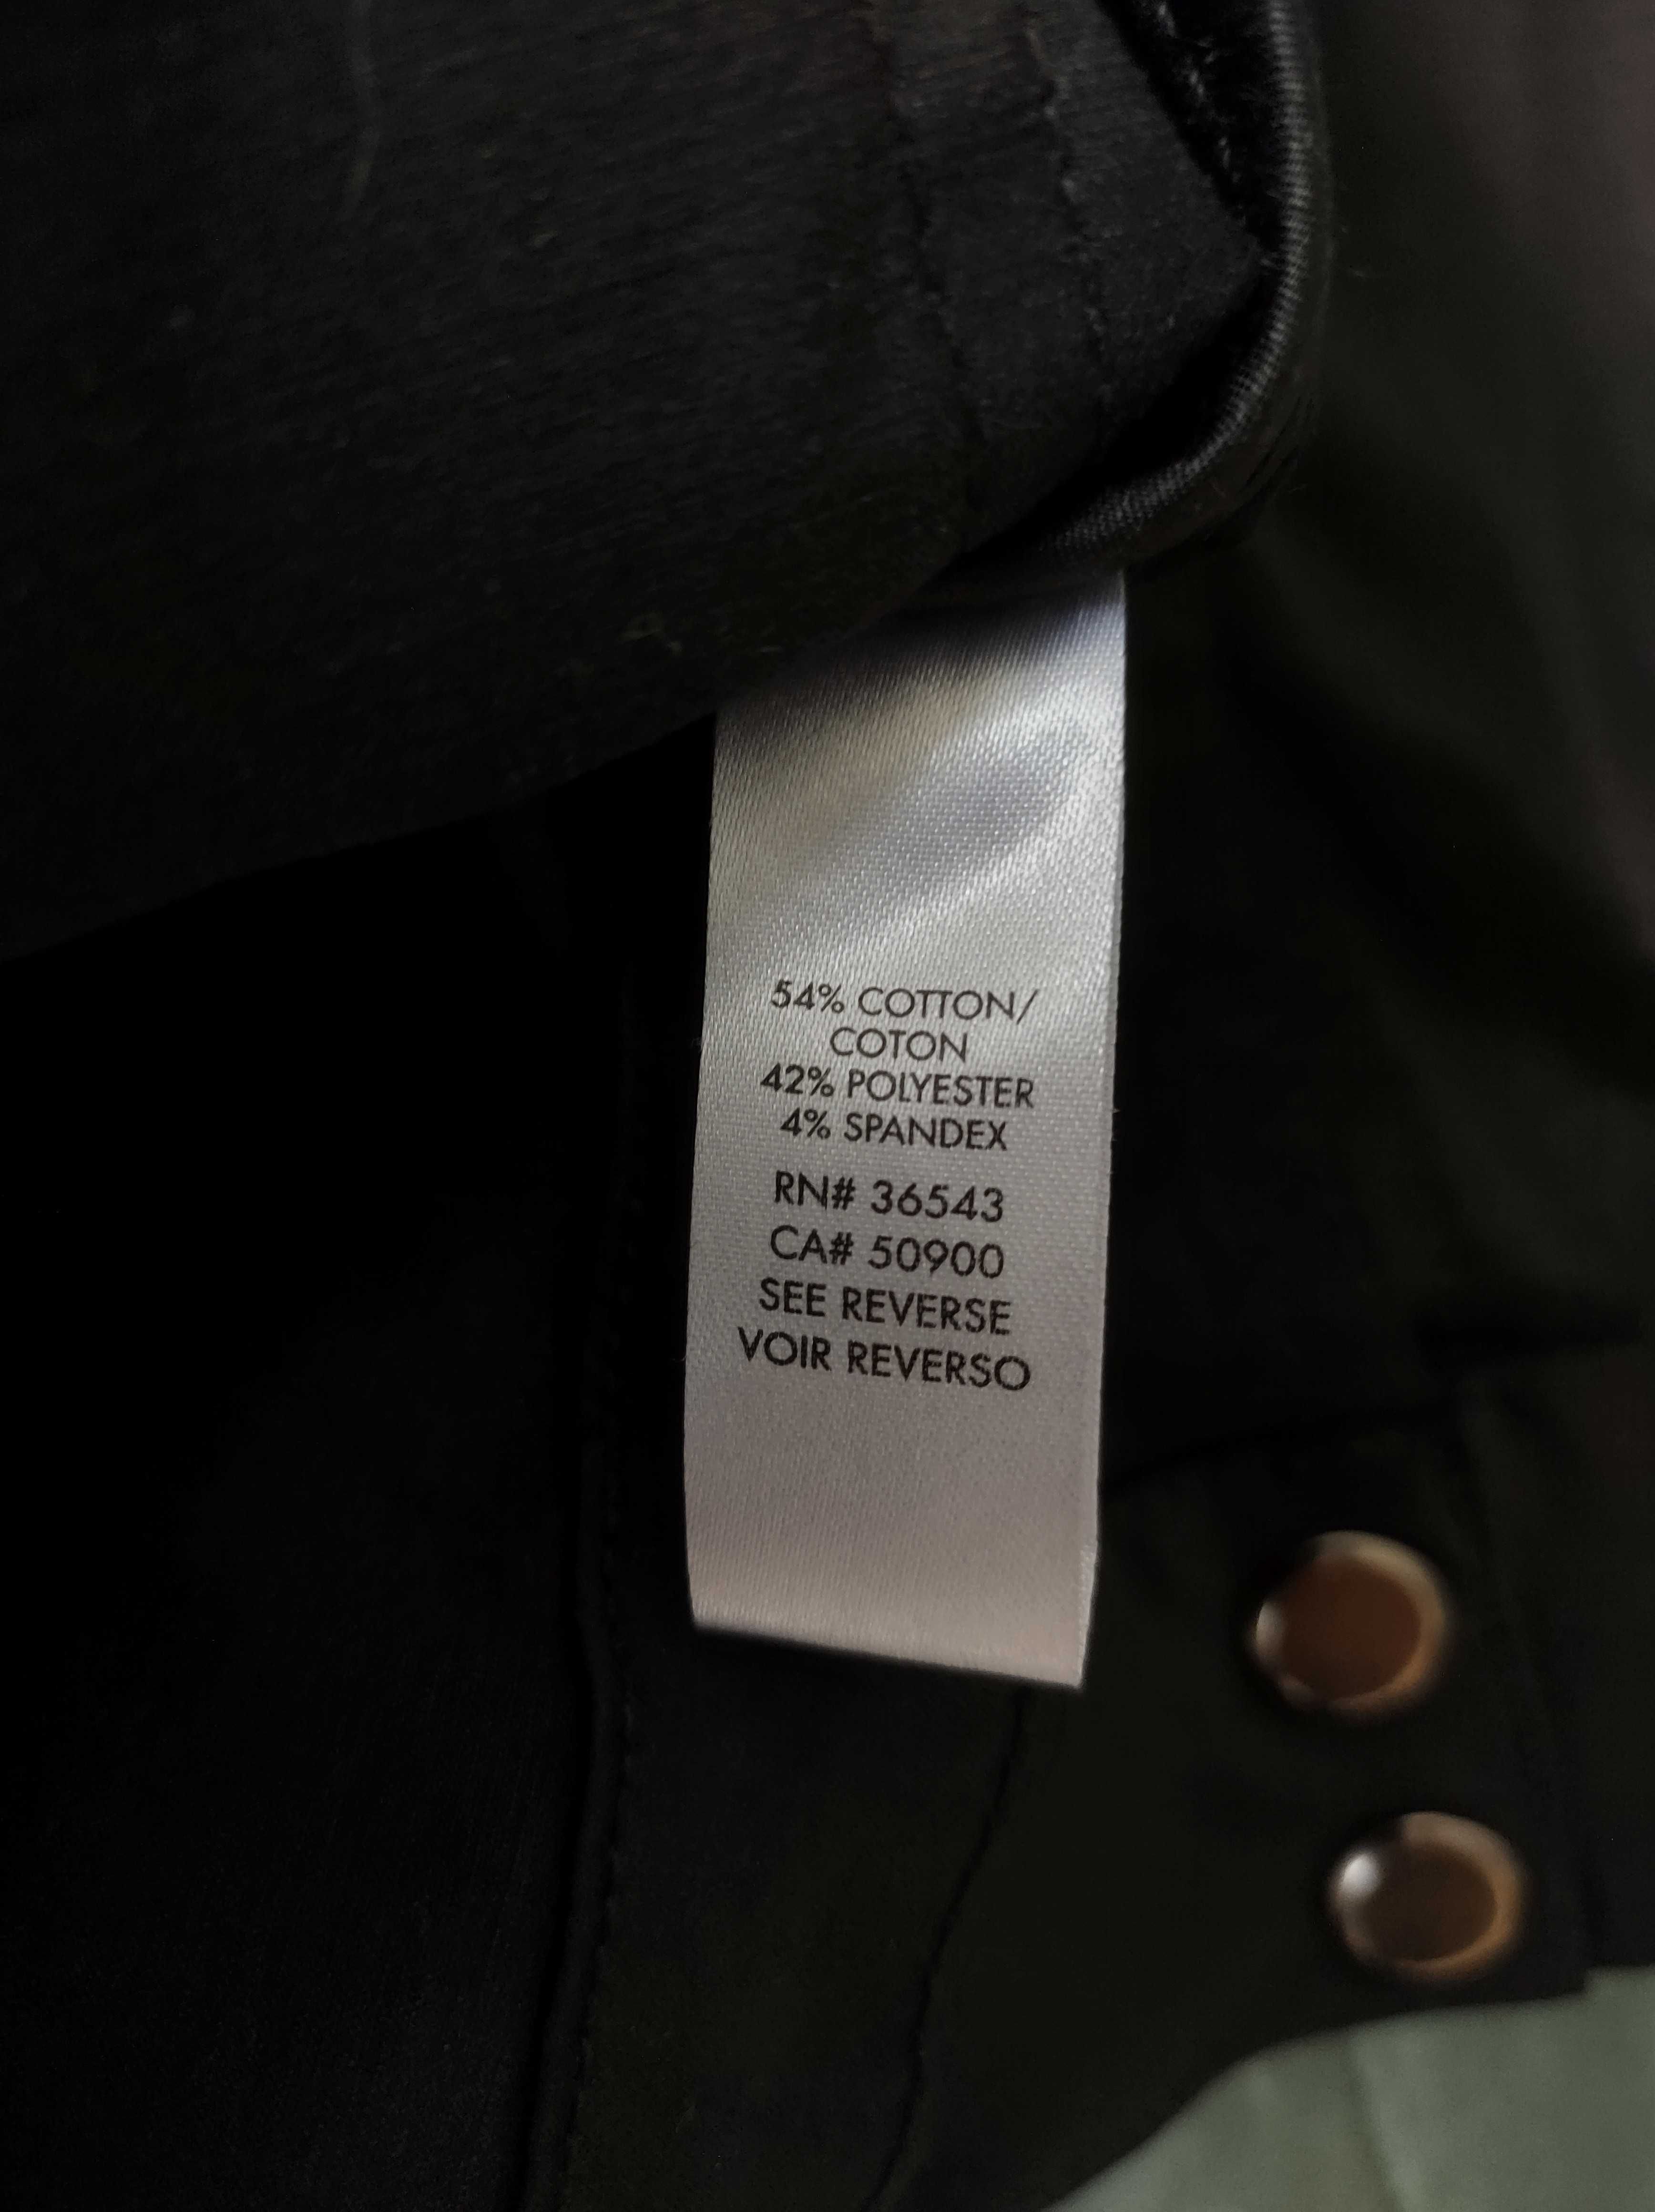 54% COTTON/
COTON
42% POLYESTER
4% SPANDEX
RN# 36543
CA# 50900
SEE REVERSE
VOIR REVERSO